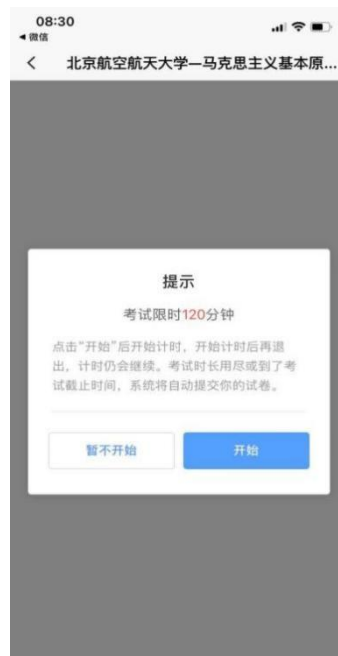 08:30
◀ 微信
北京航空航天大学—马克思主义基本原...
提示
考试限时120分钟
点击“开始”后开始计时，开始计时后再退
出，计时仍会继续。考试时长用尽或到了考
试截止时间，系统将自动提交你的试卷。
暂不开始
开始